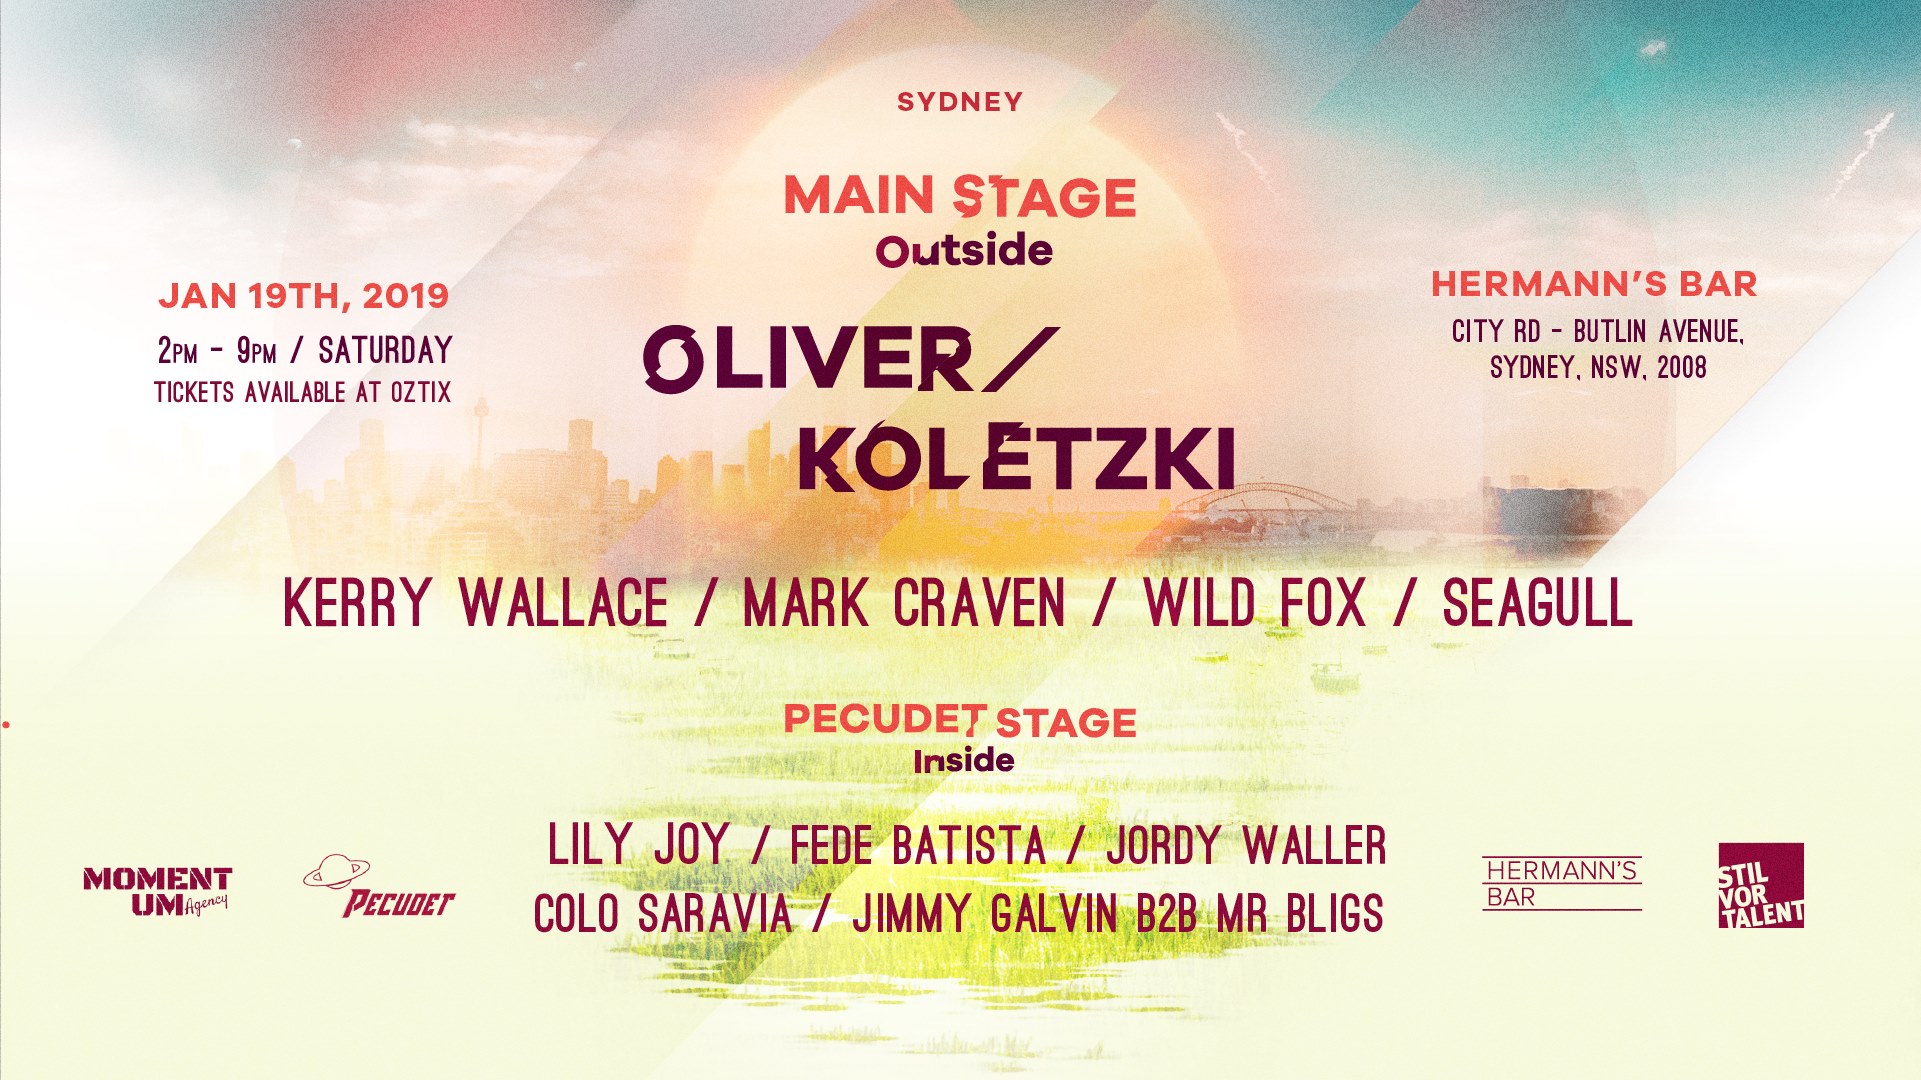 SYDNEY
MAIN STAGE
Outside
JAN 19TH, 2019
2PM - 9PM / SATURDAY
TICKETS AVAILABLE AT OZTIX
HERMANN'S BAR
CITY RD - BUTLIN AVENUE,
SYDNEY, NSW, 2008
OLIVER/
KOLETZKI
KERRY WALLACE / MARK CRAVEN / WILD FOX / SEAGULL
PECUDET STAGE
Inside
LILY JOY / FEDE BATISTA / JORDY WALLER
COLO SARAVIA / JIMMY GALVIN B2B MR BLIGS
MOMENT
UM Agency
PECUDET
HERMANN'S
BAR
STIL
VOR
TALENT